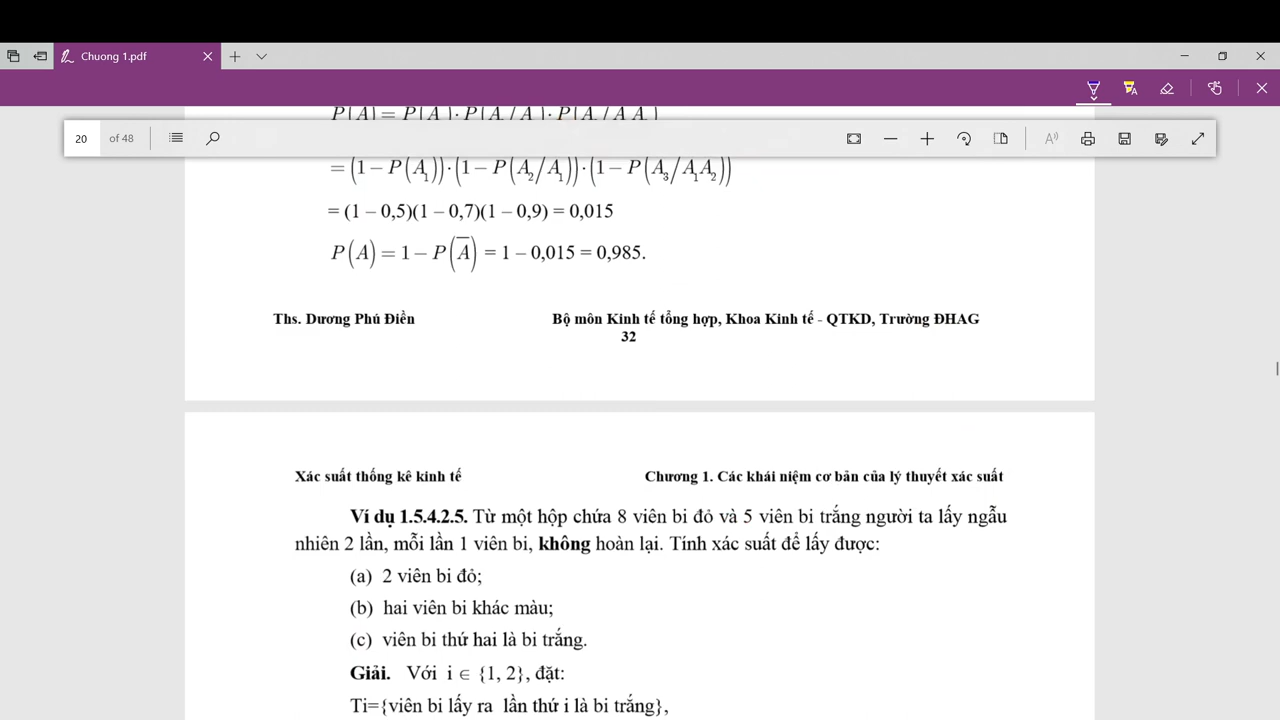 Chuong 1.pdf
P(A) = P(A).P(A/A).P(A/AA)
20 of 48
= (1 − P(A₁)).(1 − P(A₂/A₁)).(1 − P(A₃/A₁A₂))
= (1 – 0,5)(1 – 0,7)(1 – 0,9) = 0,015
P(A) = 1 − P(A̅) = 1 – 0,015 = 0,985.
Ths. Dương Phú Điền Bộ môn Kinh tế tổng hợp, Khoa Kinh tế - QTKD, Trường ĐHAG
32
Xác suất thống kê kinh tế Chương 1. Các khái niệm cơ bản của lý thuyết xác suất
Ví dụ 1.5.4.2.5. Từ một hộp chứa 8 viên bi đỏ và 5 viên bi trắng người ta lấy ngẫu
nhiên 2 lần, mỗi lần 1 viên bi, không hoàn lại. Tính xác suất để lấy được:
(a) 2 viên bi đỏ;
(b) hai viên bi khác màu;
(c) viên bi thứ hai là bi trắng.
Giải. Với i ∈ {1, 2}, đặt:
Ti={viên bi lấy ra lần thứ i là bi trắng},